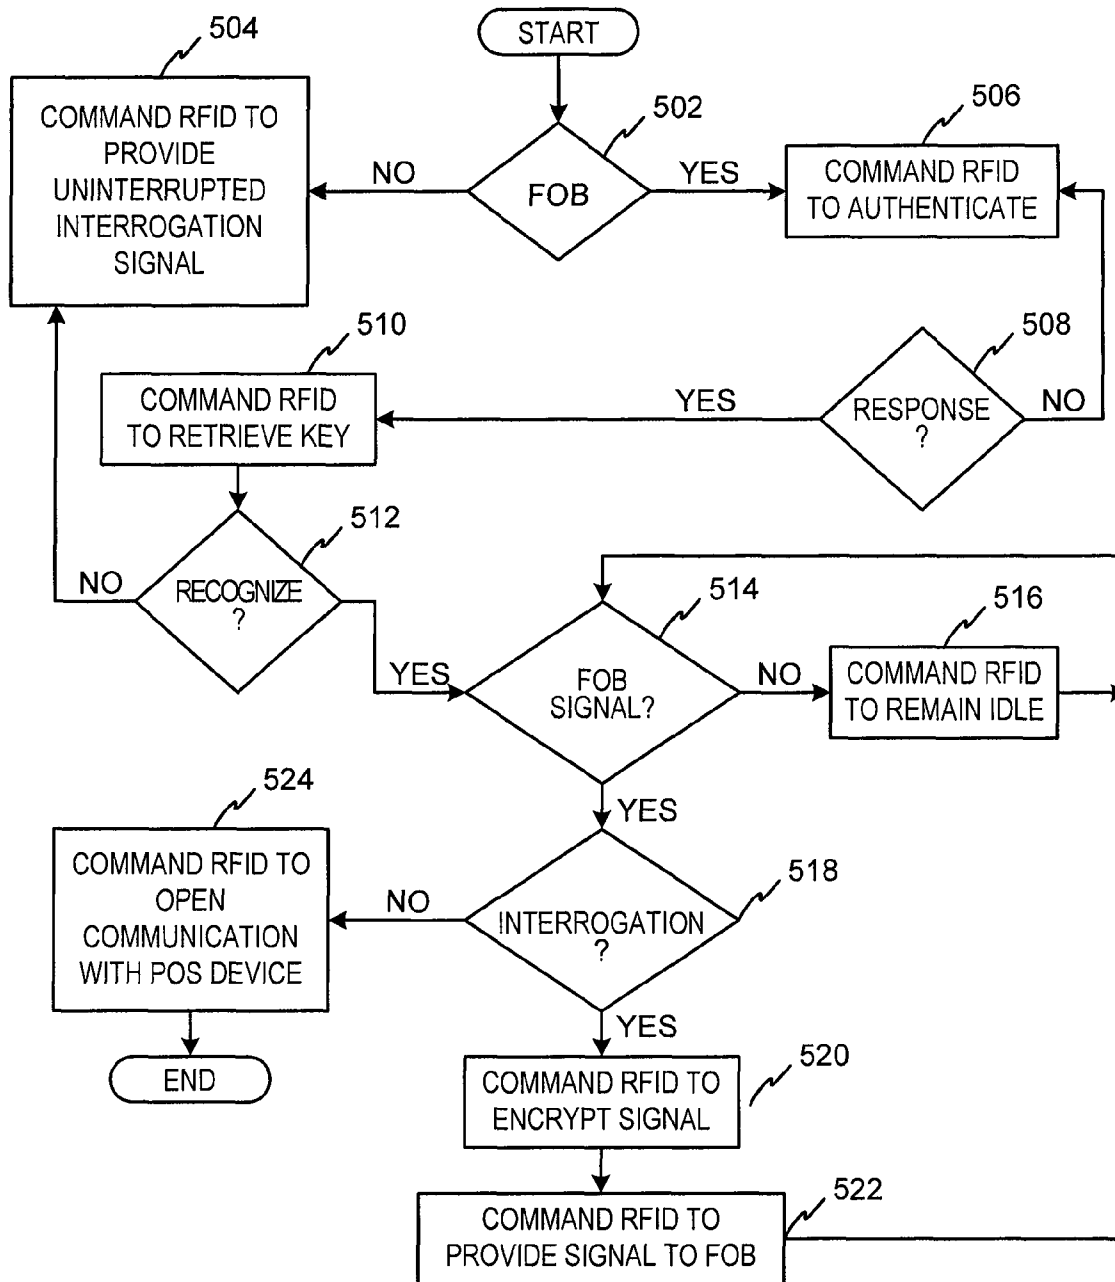 504
START
502
506
COMMAND RFID TO
PROVIDE
UNINTERRUPTED
INTERROGATION
SIGNAL
NO
FOB
YES
COMMAND RFID
TO AUTHENTICATE
510
508
COMMAND RFID
TO RETRIEVE KEY
YES
RESPONSE
?
NO
512
NO
RECOGNIZE
?
514
516
YES
FOB
SIGNAL?
NO
COMMAND RFID
TO REMAIN IDLE
524
YES
COMMAND RFID TO
OPEN
COMMUNICATION
WITH POS DEVICE
NO
INTERROGATION
?
518
YES
END
COMMAND RFID TO
ENCRYPT SIGNAL
520
COMMAND RFID TO
PROVIDE SIGNAL TO FOB
522